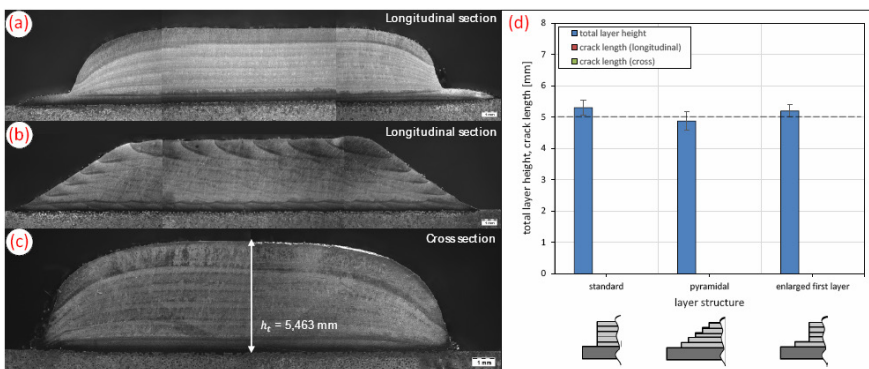 (a)
Longitudinal section
(b)
Longitudinal section
(c)
Cross section
h_t = 5,463 mm
1 mm
(d)
total layer height
crack length (longitudinal)
crack length (cross)
total layer height, crack length [mm]
8
7
6
5
4
3
2
1
0
standard
pyramidal
enlarged first layer
layer structure